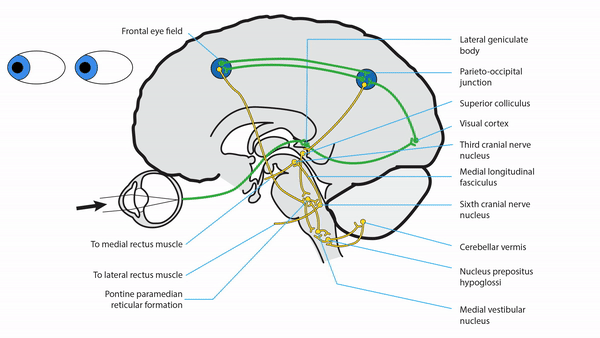 Frontal eye field
Lateral geniculate
body
Parieto-occipital
junction
Superior colliculus
Visual cortex
Third cranial nerve
nucleus
Medial longitudinal
fasciculus
Sixth cranial nerve
nucleus
To medial rectus muscle
Cerebellar vermis
To lateral rectus muscle
Nucleus prepositus
hypoglossi
Pontine paramedian
reticular formation
Medial vestibular
nucleus